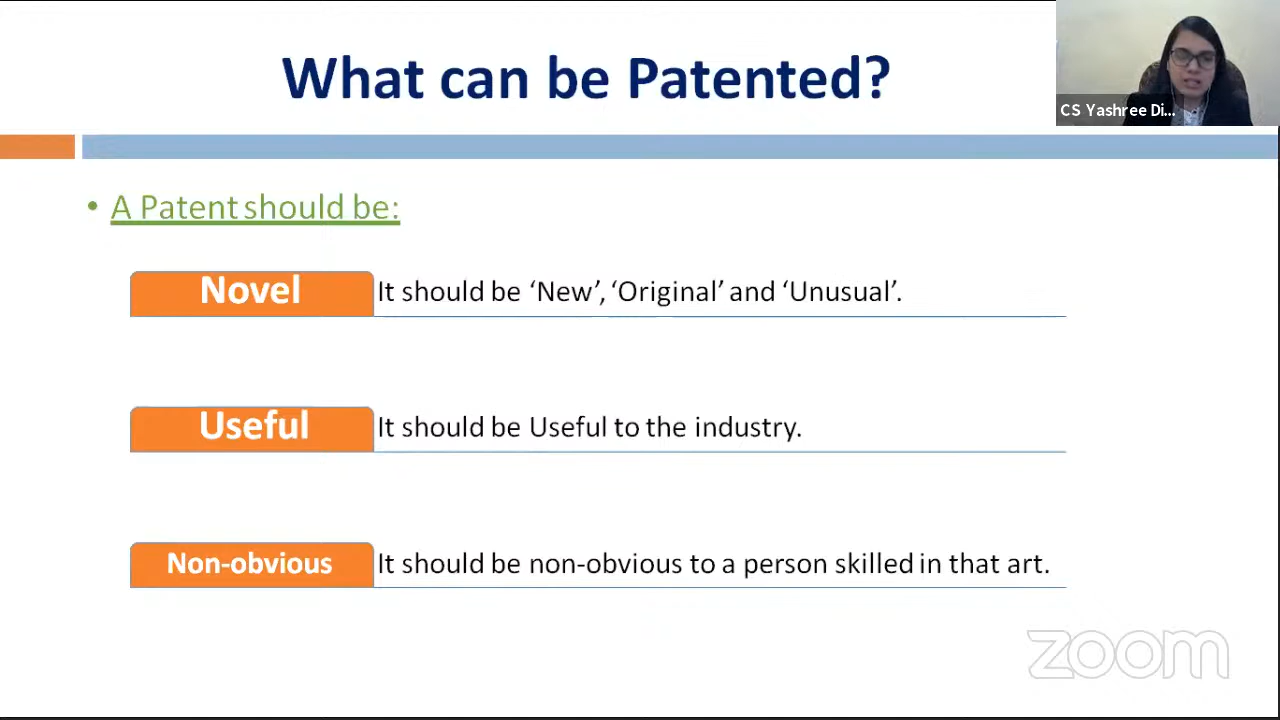 What can be Patented?
CS Yashree Di...
• A Patent should be:
Novel It should be ‘New’, ‘Original’ and ‘Unusual’.
Useful It should be Useful to the industry.
Non-obvious It should be non-obvious to a person skilled in that art.
zoom